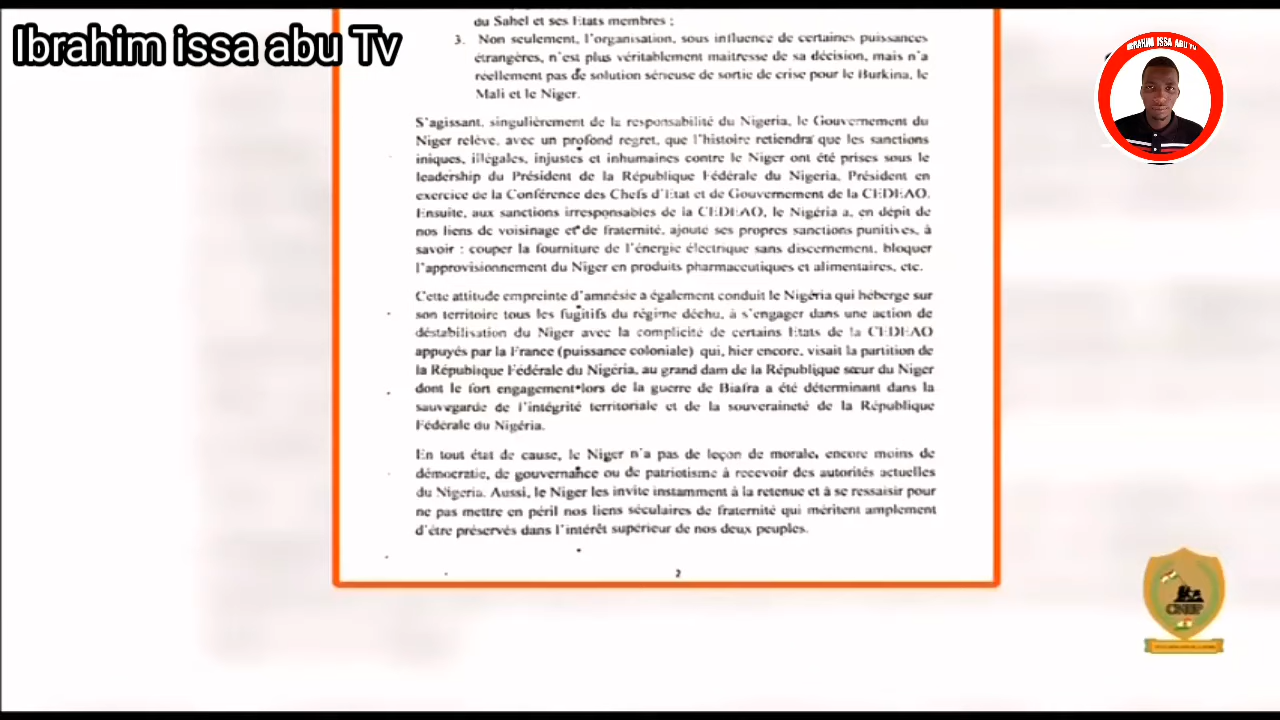 Ibrahim issa abu Tv
IBRAHIM ISSA ABU TV
du Sahel et ses Etats membres ;
3. Non seulement, l'organisation, sous influence de certaines puissances
étrangères, n'est plus véritablement maitresse de sa décision, mais n'a
réellement pas de solution sérieuse de sortie de crise pour le Burkina, le
Mali et le Niger.
S'agissant, singulièrement de la responsabilité du Nigeria, le Gouvernement du
Niger relève, avec un profond regret, que l'histoire retiendra que les sanctions
iniques, illégales, injustes et inhumaines contre le Niger ont été prises sous le
leadership du Président de la République Fédérale du Nigeria, Président en
exercice de la Conférence des Chefs d'Etat et de Gouvernement de la CEDEAO.
Ensuite, aux sanctions irresponsables de la CEDEAO, le Nigéria a, en dépit de
nos liens de voisinage et de fraternité, ajouté ses propres sanctions punitives, à
savoir : couper la fourniture de l'énergie électrique sans discernement, bloquer
l'approvisionnement du Niger en produits pharmaceutiques et alimentaires, etc.
Cette attitude empreinte d'amnésie a également conduit le Nigéria qui héberge sur
son territoire tous les fugitifs du régime déchu, à s'engager dans une action de
déstabilisation du Niger avec la complicité de certains Etats de la CEDEAO
appuyés par la France (puissance coloniale) qui, hier encore, visait la partition de
la République Fédérale du Nigéria, au grand dam de la République sœur du Niger
dont le fort engagement lors de la guerre de Biafra a été déterminant dans la
sauvegarde de l'intégrité territoriale et de la souveraineté de la République
Fédérale du Nigéria.
En tout état de cause, le Niger n'a pas de leçon de morale, encore moins de
démocratie, de gouvernance ou de patriotisme à recevoir des autorités actuelles
du Nigeria. Aussi, le Niger les invite instamment à la retenue et à se ressaisir pour
ne pas mettre en péril nos liens séculaires de fraternité qui méritent amplement
d'être préservés dans l'intérêt supérieur de nos deux peuples.
2
CNSP